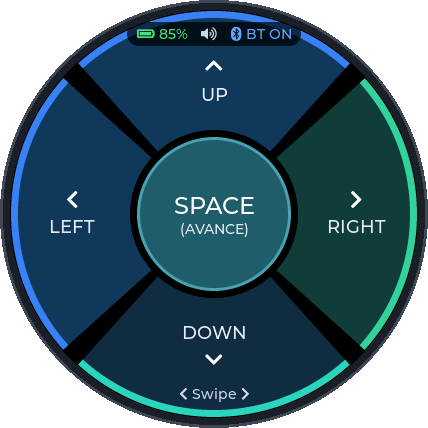 85% BT ON
UP
LEFT
SPACE
(AVANCE)
RIGHT
DOWN
Swipe